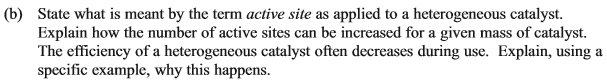 (b) State what is meant by the term active site as applied to a heterogeneous catalyst.
Explain how the number of active sites can be increased for a given mass of catalyst.
The efficiency of a heterogeneous catalyst often decreases during use. Explain, using a
specific example, why this happens.